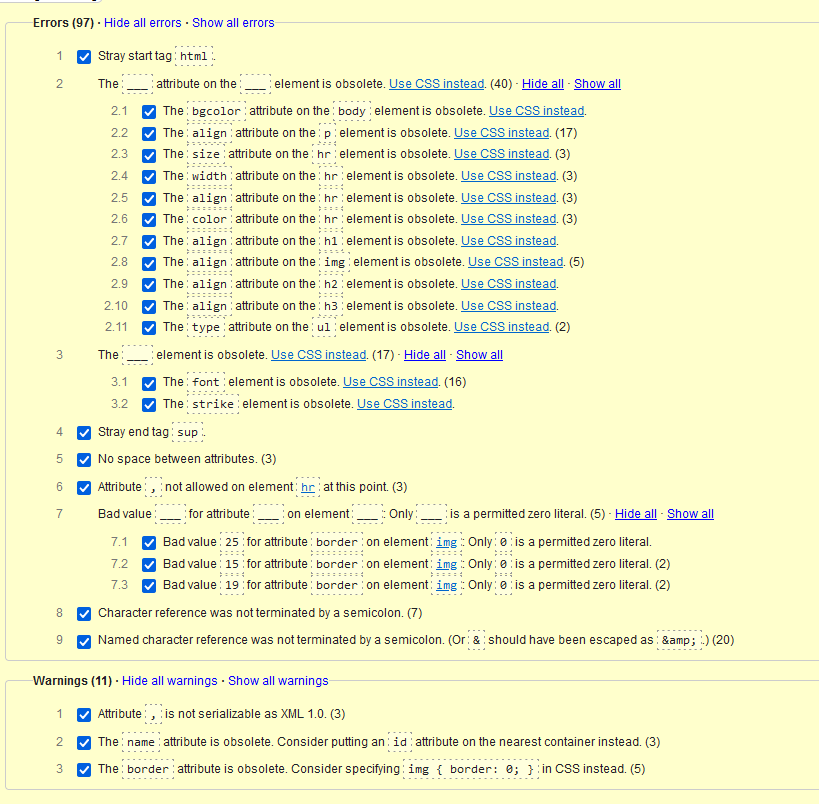 Errors (97) · Hide all errors · Show all errors
1 Stray start tag html.
2 The ___ attribute on the ___ element is obsolete. Use CSS instead. (40) · Hide all · Show all
2.1 The bgcolor attribute on the body element is obsolete. Use CSS instead.
2.2 The align attribute on the p element is obsolete. Use CSS instead. (17)
2.3 The size attribute on the hr element is obsolete. Use CSS instead. (3)
2.4 The width attribute on the hr element is obsolete. Use CSS instead. (3)
2.5 The align attribute on the hr element is obsolete. Use CSS instead. (3)
2.6 The color attribute on the hr element is obsolete. Use CSS instead. (3)
2.7 The align attribute on the h1 element is obsolete. Use CSS instead.
2.8 The align attribute on the img element is obsolete. Use CSS instead. (5)
2.9 The align attribute on the h2 element is obsolete. Use CSS instead.
2.10 The align attribute on the h3 element is obsolete. Use CSS instead.
2.11 The type attribute on the ul element is obsolete. Use CSS instead. (2)
3 The ___ element is obsolete. Use CSS instead. (17) · Hide all · Show all
3.1 The font element is obsolete. Use CSS instead. (16)
3.2 The strike element is obsolete. Use CSS instead.
4 Stray end tag sup.
5 No space between attributes. (3)
6 Attribute , not allowed on element hr at this point. (3)
7 Bad value ___ for attribute ___ on element ___: Only ___ is a permitted zero literal. (5) · Hide all · Show all
7.1 Bad value 25 for attribute border on element img: Only 0 is a permitted zero literal.
7.2 Bad value 15 for attribute border on element img: Only 0 is a permitted zero literal. (2)
7.3 Bad value 19 for attribute border on element img: Only 0 is a permitted zero literal. (2)
8 Character reference was not terminated by a semicolon. (7)
9 Named character reference was not terminated by a semicolon. (Or & should have been escaped as &amp;.) (20)
Warnings (11) · Hide all warnings · Show all warnings
1 Attribute , is not serializable as XML 1.0. (3)
2 The name attribute is obsolete. Consider putting an id attribute on the nearest container instead. (3)
3 The border attribute is obsolete. Consider specifying img { border: 0; } in CSS instead. (5)